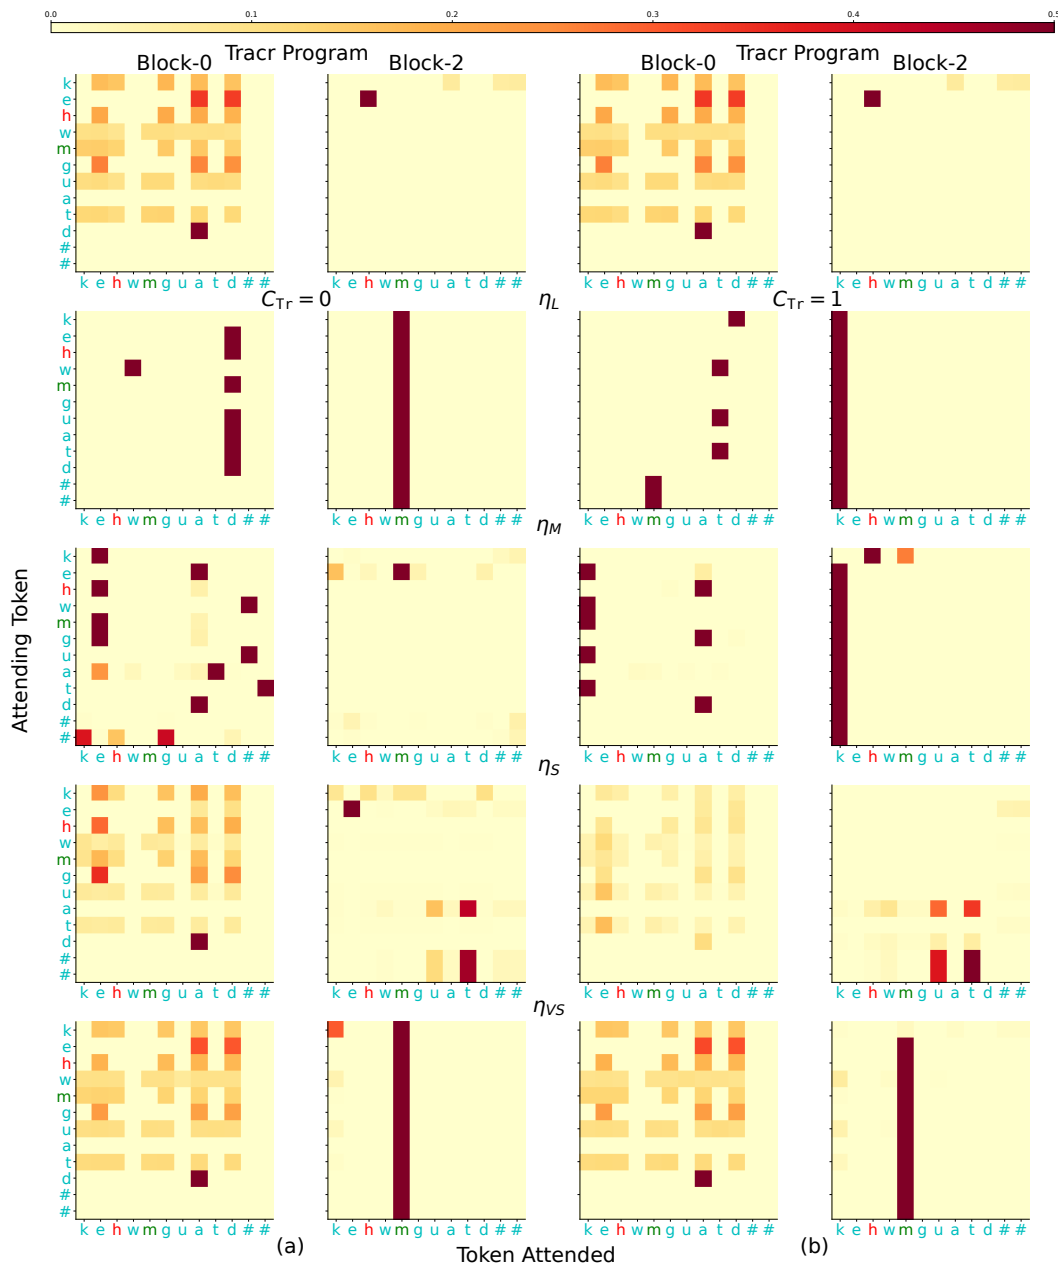 0.0 0.1 0.2 0.3 0.4 0.5
Tracr Program Tracr Program
Block-0 Block-2 Block-0 Block-2
k
e
h
w
m
g
u
a
t
d
#
#
k e h w m g u a t d # # k e h w m g u a t d # # k e h w m g u a t d # # k e h w m g u a t d # #
C_Tr = 0 η_L C_Tr = 1
k
e
h
w
m
g
u
a
t
d
#
#
k e h w m g u a t d # # k e h w m g u a t d # # k e h w m g u a t d # # k e h w m g u a t d # #
η_M
k
e
h
w
m
g
u
a
t
d
#
#
k e h w m g u a t d # # k e h w m g u a t d # # k e h w m g u a t d # # k e h w m g u a t d # #
η_S
k
e
h
w
m
g
u
a
t
d
#
#
k e h w m g u a t d # # k e h w m g u a t d # # k e h w m g u a t d # # k e h w m g u a t d # #
η_VS
k
e
h
w
m
g
u
a
t
d
#
#
k e h w m g u a t d # # k e h w m g u a t d # # k e h w m g u a t d # # k e h w m g u a t d # #
Attending Token
(a) (b)
Token Attended